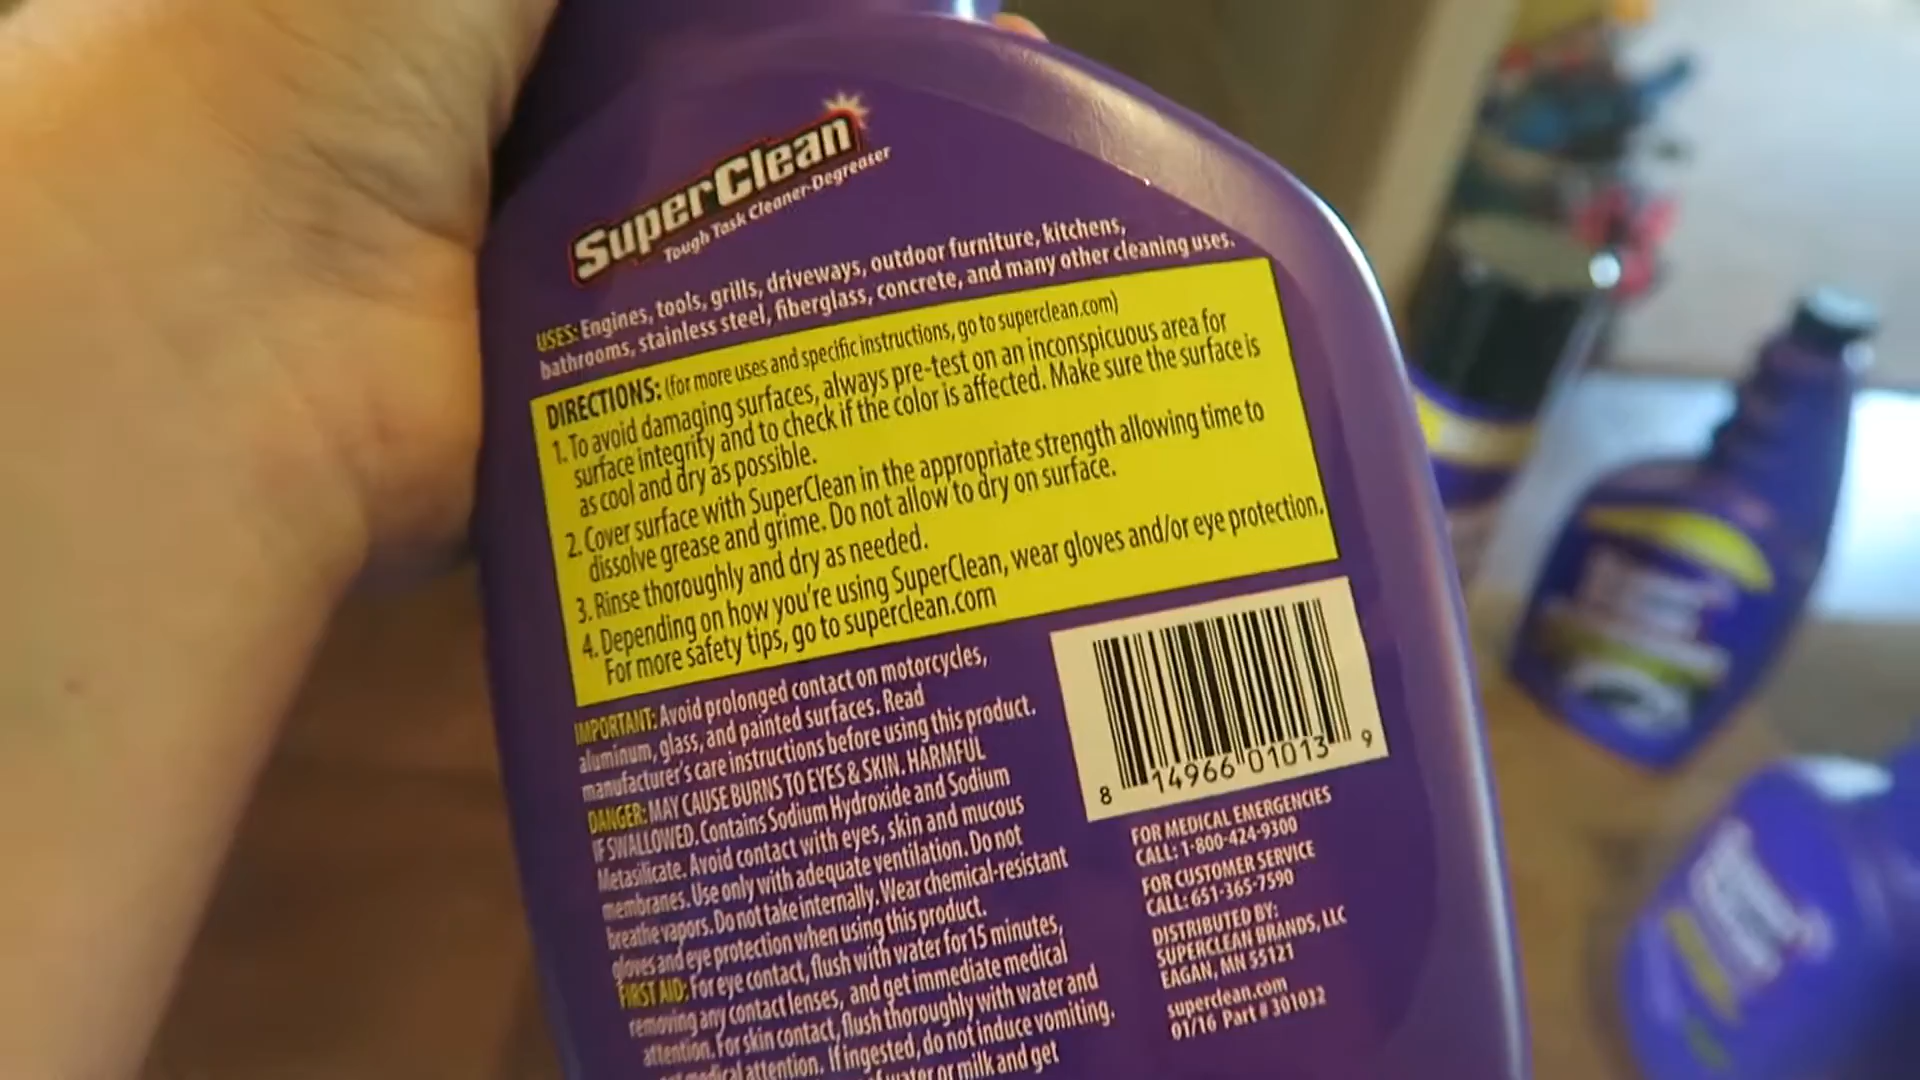 SuperClean
Tough Task Cleaner-Degreaser
USES: Engines, tools, grills, driveways, outdoor furniture, kitchens,
bathrooms, stainless steel, fiberglass, concrete, and many other cleaning uses.
DIRECTIONS: (for more uses and specific instructions, go to superclean.com)
1. To avoid damaging surfaces, always pre-test on an inconspicuous area for
surface integrity and to check if the color is affected. Make sure the surface is
as cool and dry as possible.
2. Cover surface with SuperClean in the appropriate strength allowing time to
dissolve grease and grime. Do not allow to dry on surface.
3. Rinse thoroughly and dry as needed.
4. Depending on how you're using SuperClean, wear gloves and/or eye protection.
For more safety tips, go to superclean.com
IMPORTANT: Avoid prolonged contact on motorcycles,
aluminum, glass, and painted surfaces. Read
manufacturer's care instructions before using this product.
DANGER: MAY CAUSE BURNS TO EYES & SKIN. HARMFUL
IF SWALLOWED. Contains Sodium Hydroxide and Sodium
Metasilicate. Avoid contact with eyes, skin and mucous
membranes. Use only with adequate ventilation. Do not
breathe vapors. Do not take internally. Wear chemical-resistant
gloves and eye protection when using this product.
FIRST AID: For eye contact, flush with water for 15 minutes,
removing any contact lenses, and get immediate medical
attention. For skin contact, flush thoroughly with water and
medical attention. If ingested, do not induce vomiting.
of water or milk and get
8 14966 01013 9
FOR MEDICAL EMERGENCIES
CALL: 1-800-424-9300
FOR CUSTOMER SERVICE
CALL: 651-365-7590
DISTRIBUTED BY:
SUPERCLEAN BRANDS, LLC
EAGAN, MN 55121
superclean.com
01/16 Part # 301032